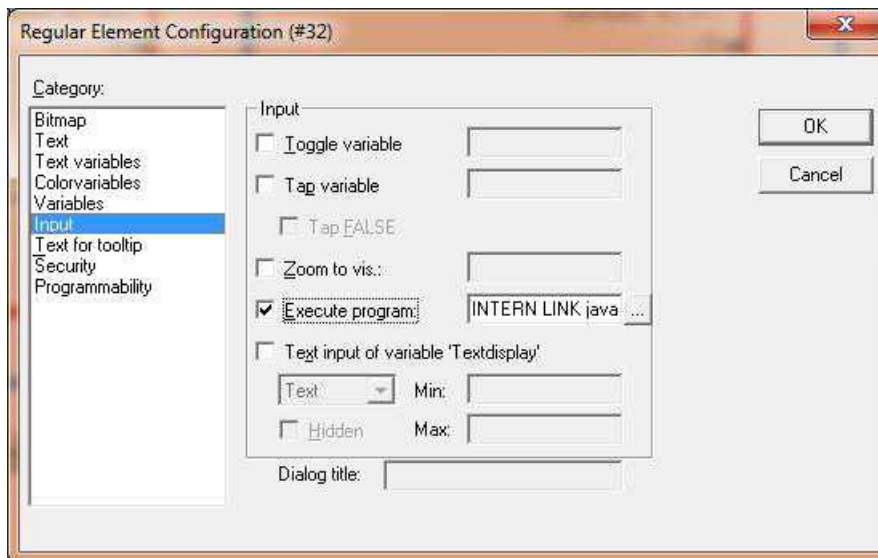 Regular Element Configuration (#32)
Category:
Bitmap
Text
Text variables
Colorvariables
Variables
Input
Text for tooltip
Security
Programmability
Input
Toggle variable
Tap variable
Tap FALSE
Zoom to vis.:
Execute program: INTERN LINK java ...
Text input of variable 'Textdisplay'
Text Min:
Hidden Max:
Dialog title:
OK
Cancel